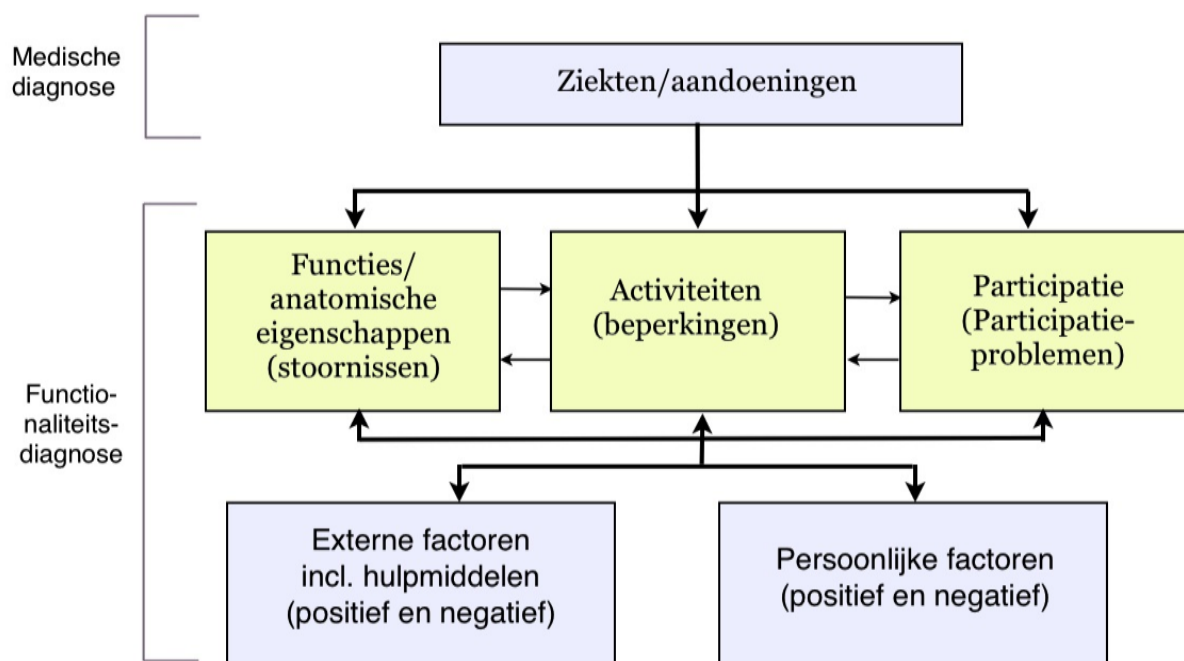 Medische
diagnose
Ziekten/aandoeningen
Functio-
naliteits-
diagnose
Functies/
anatomische
eigenschappen
(stoornissen)
Activiteiten
(beperkingen)
Participatie
(Participatie-
problemen)
Externe factoren
incl. hulpmiddelen
(positief en negatief)
Persoonlijke factoren
(positief en negatief)